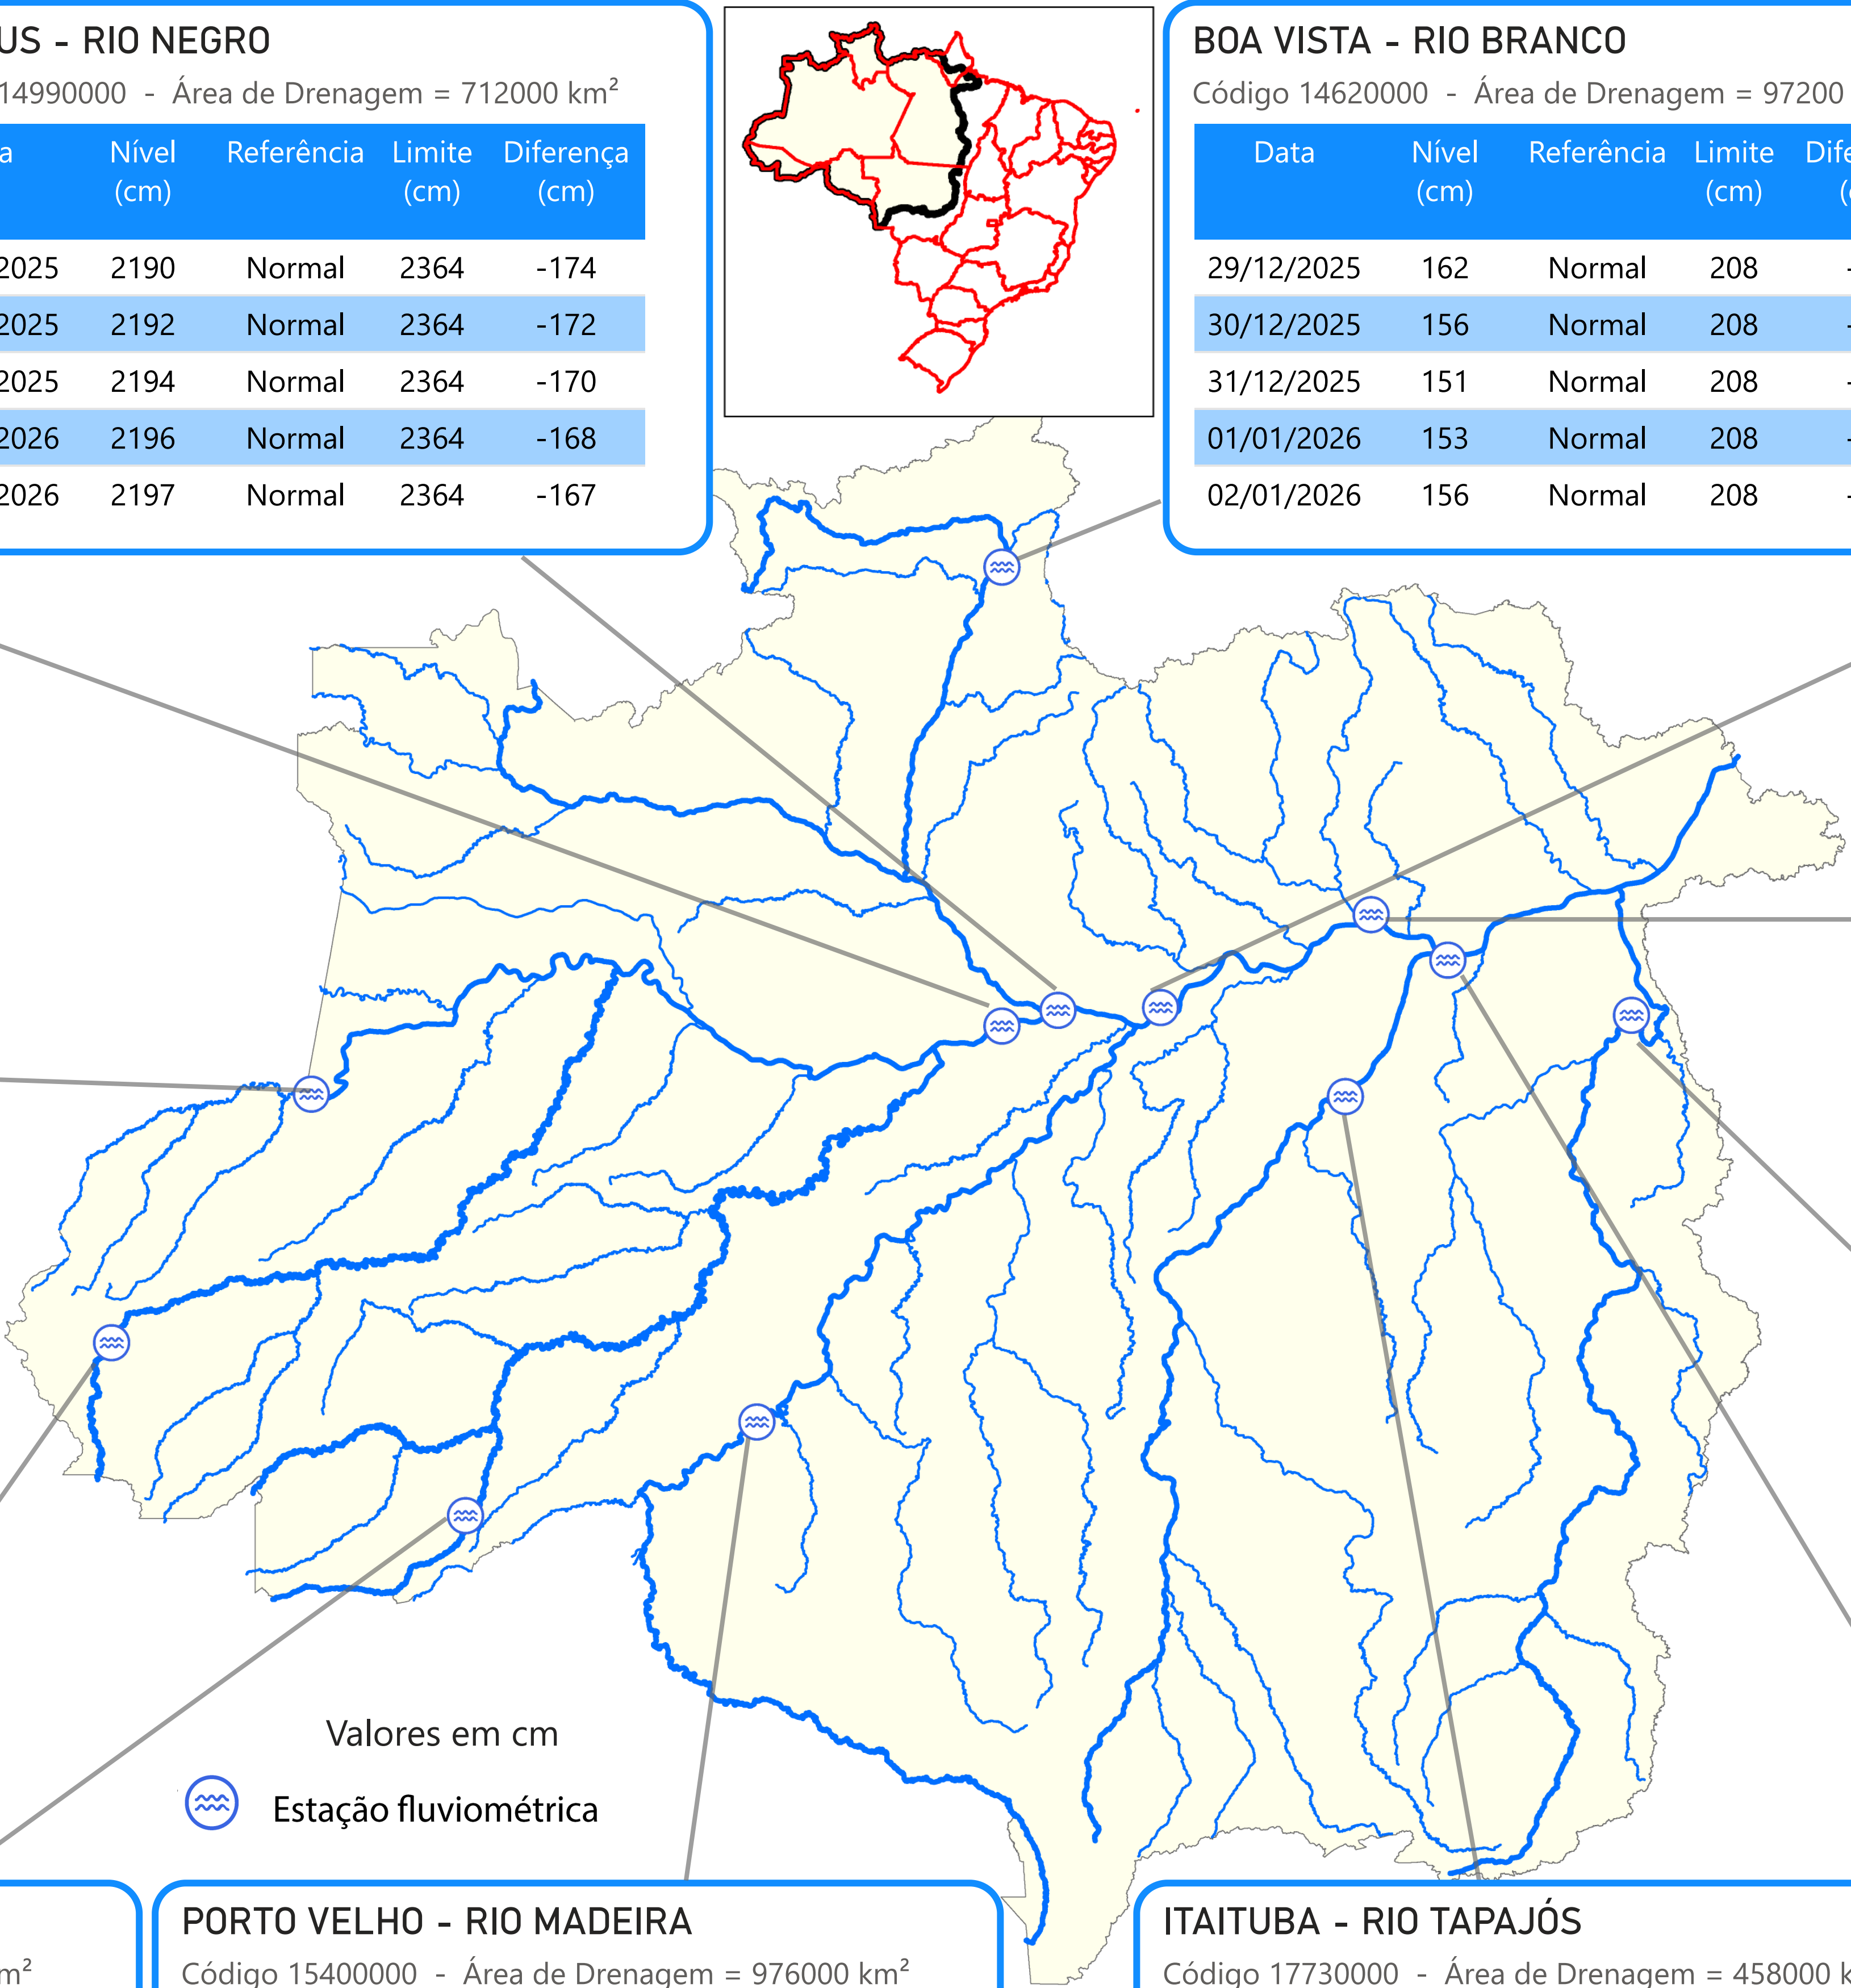 US - RIO NEGRO
14990000 - Área de Drenagem = 712000 km²
a Nível (cm) Referência Limite (cm) Diferença (cm)
2025 2190 Normal 2364 -174
2025 2192 Normal 2364 -172
2025 2194 Normal 2364 -170
2026 2196 Normal 2364 -168
2026 2197 Normal 2364 -167
BOA VISTA - RIO BRANCO
Código 14620000 - Área de Drenagem = 97200
Data Nível (cm) Referência Limite (cm) Dife
29/12/2025 162 Normal 208 -
30/12/2025 156 Normal 208 -
31/12/2025 151 Normal 208 -
01/01/2026 153 Normal 208 -
02/01/2026 156 Normal 208 -
Valores em cm
Estação fluviométrica
m²
PORTO VELHO - RIO MADEIRA
Código 15400000 - Área de Drenagem = 976000 km²
ITAITUBA - RIO TAPAJÓS
Código 17730000 - Área de Drenagem = 458000 k